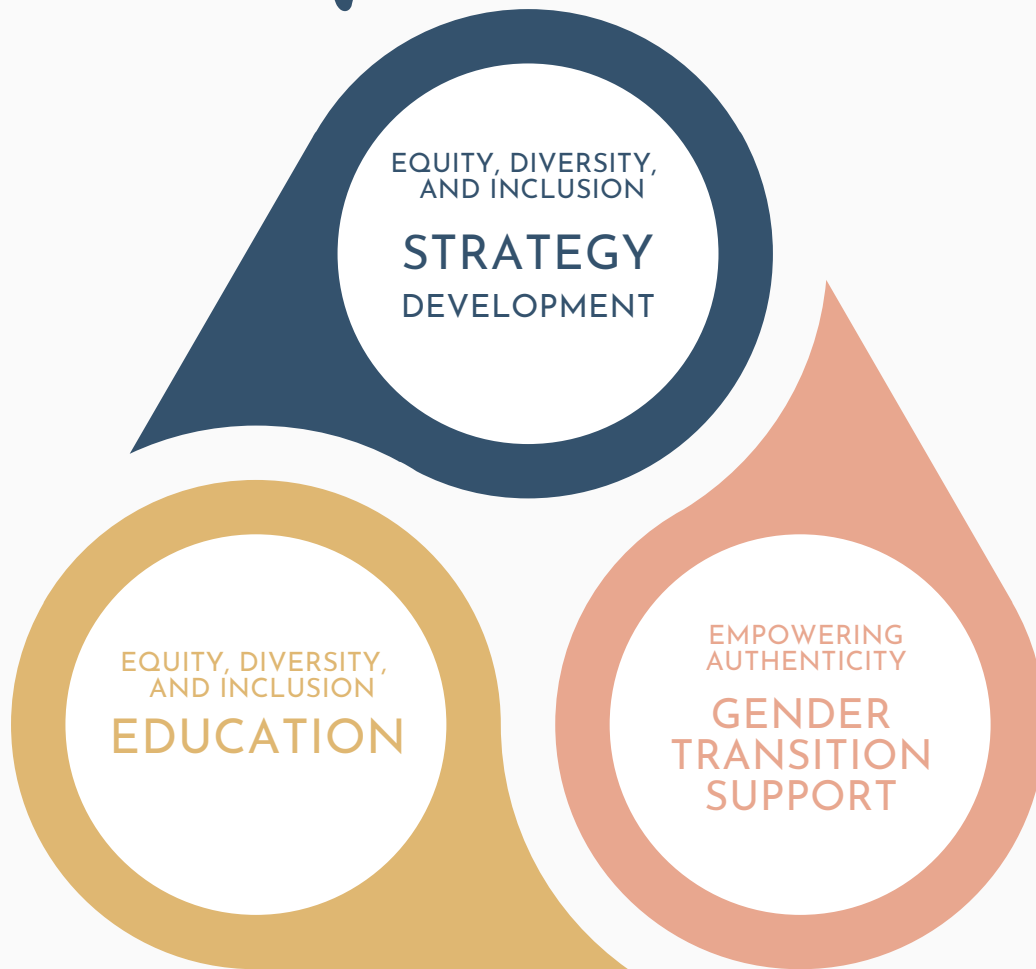 EQUITY, DIVERSITY,
AND INCLUSION
STRATEGY
DEVELOPMENT
EQUITY, DIVERSITY,
AND INCLUSION
EDUCATION
EMPOWERING
AUTHENTICITY
GENDER
TRANSITION
SUPPORT